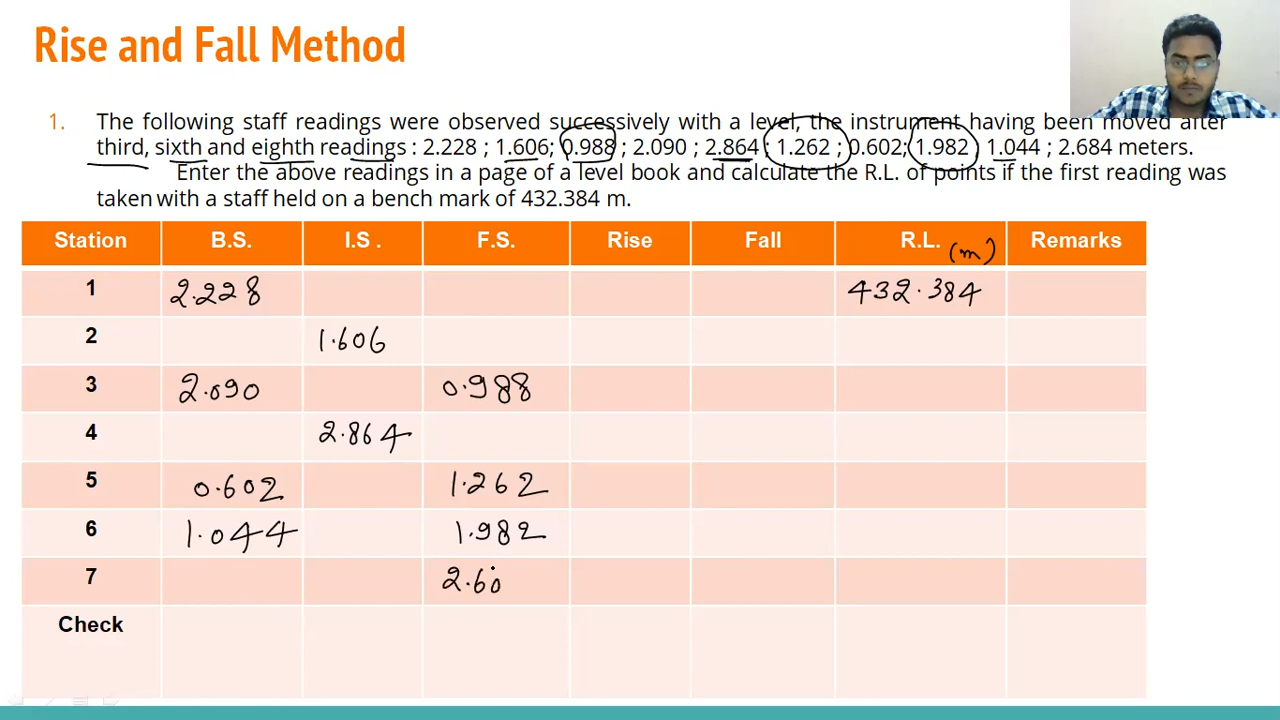 Rise and Fall Method
1. The following staff readings were observed successively with a level, the instrument having been moved after
third, sixth and eighth readings : 2.228 ; 1.606; 0.988 ; 2.090 ; 2.864 ; 1.262 ; 0.602; 1.982 ; 1.044 ; 2.684 meters.
Enter the above readings in a page of a level book and calculate the R.L. of points if the first reading was
taken with a staff held on a bench mark of 432.384 m.
Station B.S. I.S . F.S. Rise Fall R.L. (m) Remarks
1 2.228 432.384
2 1.606
3 2.090 0.988
4 2.864
5 0.602 1.262
6 1.044 1.982
7 2.60
Check